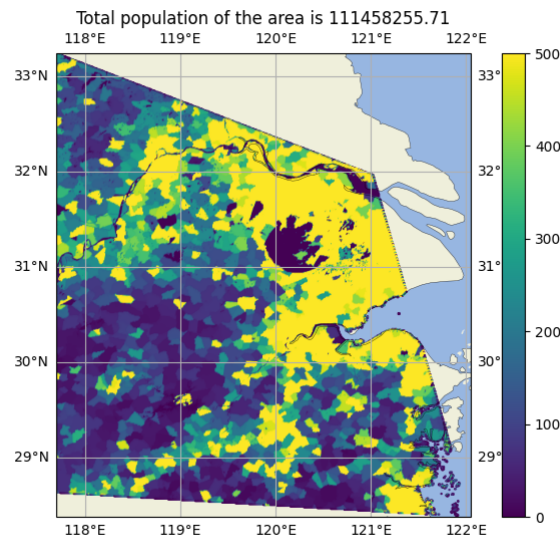 Total population of the area is 111458255.71
118°E 119°E 120°E 121°E 122°E
33°N 33°
32°N 32°
31°N 31°
30°N 30°
29°N 29°
118°E 119°E 120°E 121°E 122°E
500
400
300
200
100
0